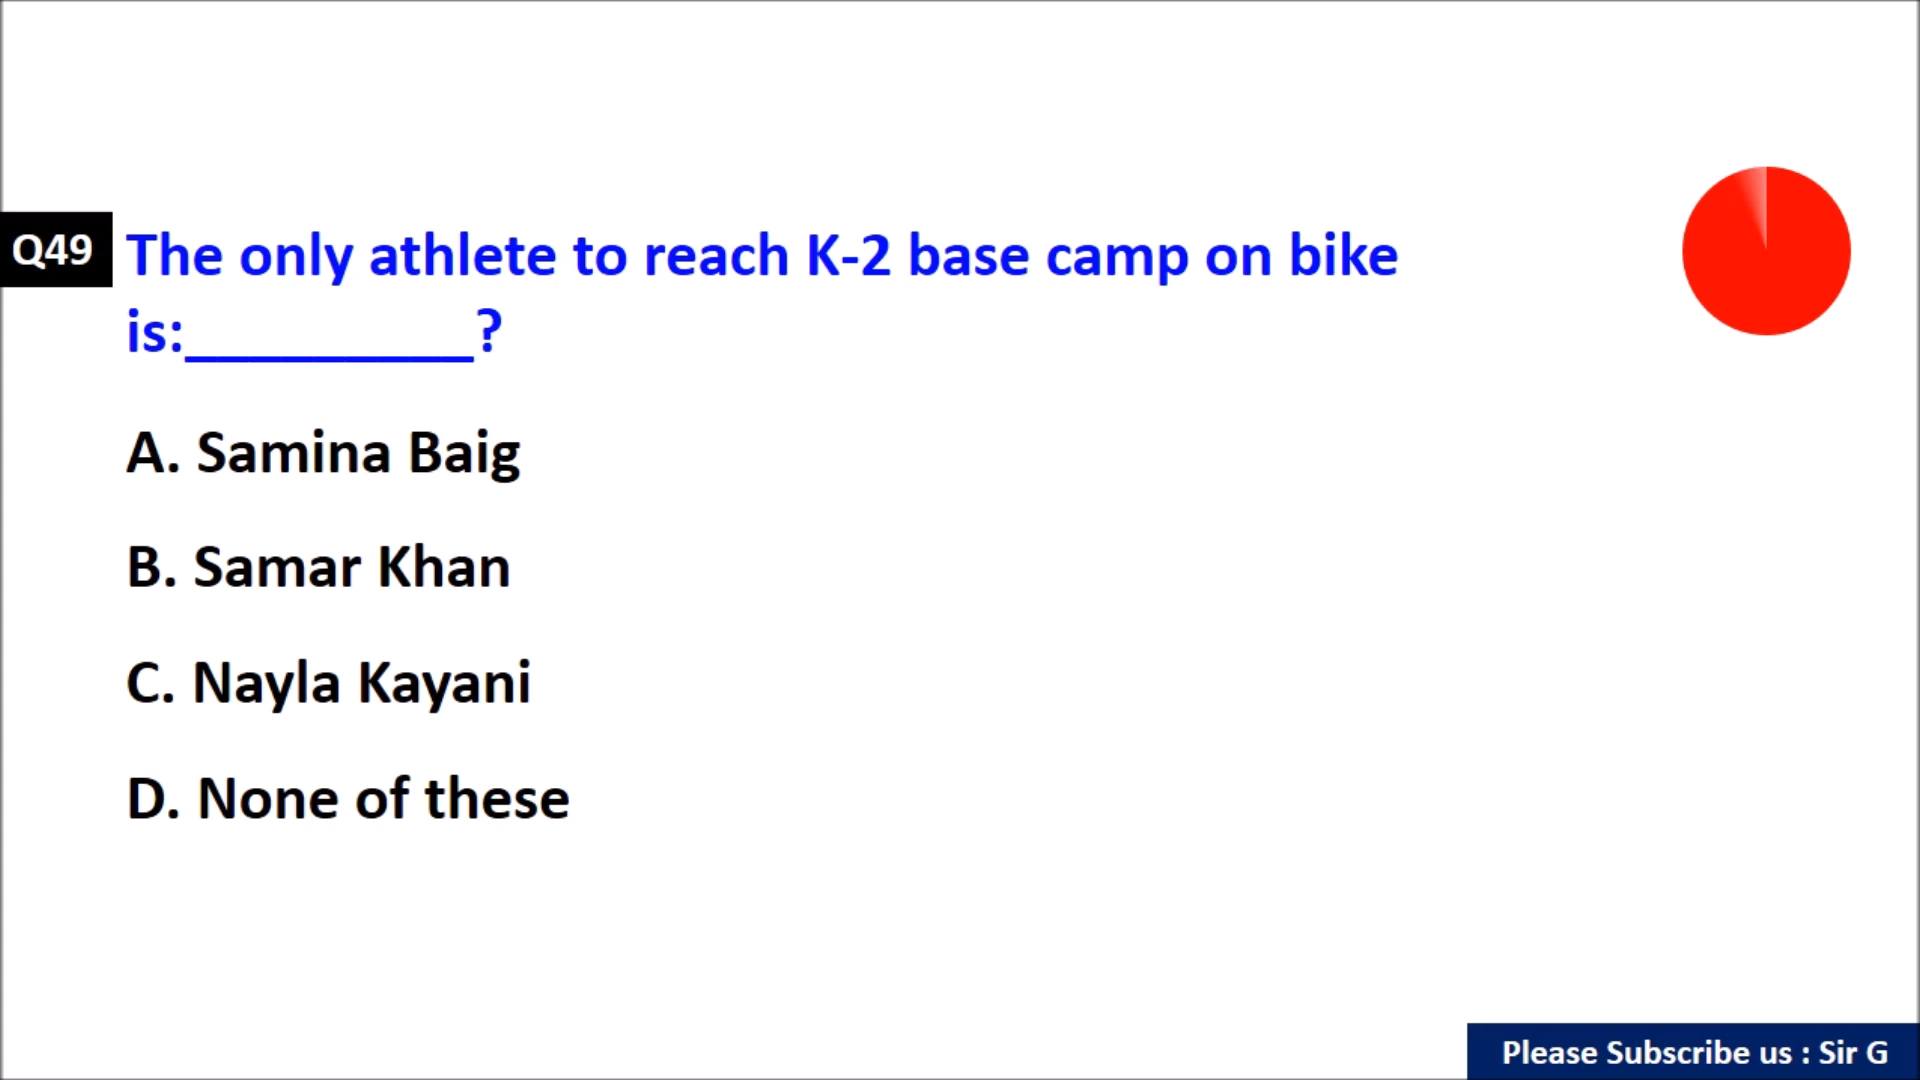 Q49 The only athlete to reach K-2 base camp on bike
is:_________?
A. Samina Baig
B. Samar Khan
C. Nayla Kayani
D. None of these
Please Subscribe us : Sir G